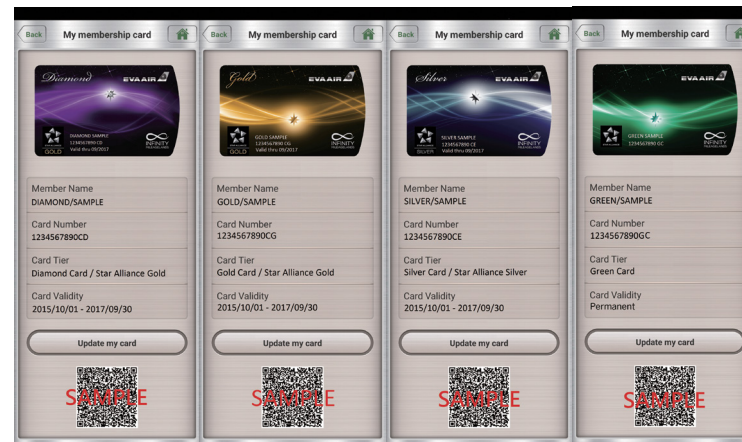 Back My membership card
Diamond EVA AIR
DIAMOND SAMPLE
1234567890 CD
Valid thru 09/2017
GOLD
INFINITY
Member Name
DIAMOND/SAMPLE
Card Number
1234567890CD
Card Tier
Diamond Card / Star Alliance Gold
Card Validity
2015/10/01 - 2017/09/30
Update my card
SAMPLE
Back My membership card
Gold EVA AIR
GOLD SAMPLE
1234567890 CG
Valid thru 09/2017
GOLD
INFINITY
Member Name
GOLD/SAMPLE
Card Number
1234567890CG
Card Tier
Gold Card / Star Alliance Gold
Card Validity
2015/10/01 - 2017/09/30
Update my card
SAMPLE
Back My membership card
Silver EVA AIR
SILVER SAMPLE
1234567890 CE
Valid thru 09/2017
SILVER
INFINITY
Member Name
SILVER/SAMPLE
Card Number
1234567890CE
Card Tier
Silver Card / Star Alliance Silver
Card Validity
2015/10/01 - 2017/09/30
Update my card
SAMPLE
Back My membership card
EVA AIR
GREEN SAMPLE
1234567890 GC
INFINITY
Member Name
GREEN/SAMPLE
Card Number
1234567890GC
Card Tier
Green Card
Card Validity
Permanent
Update my card
SAMPLE